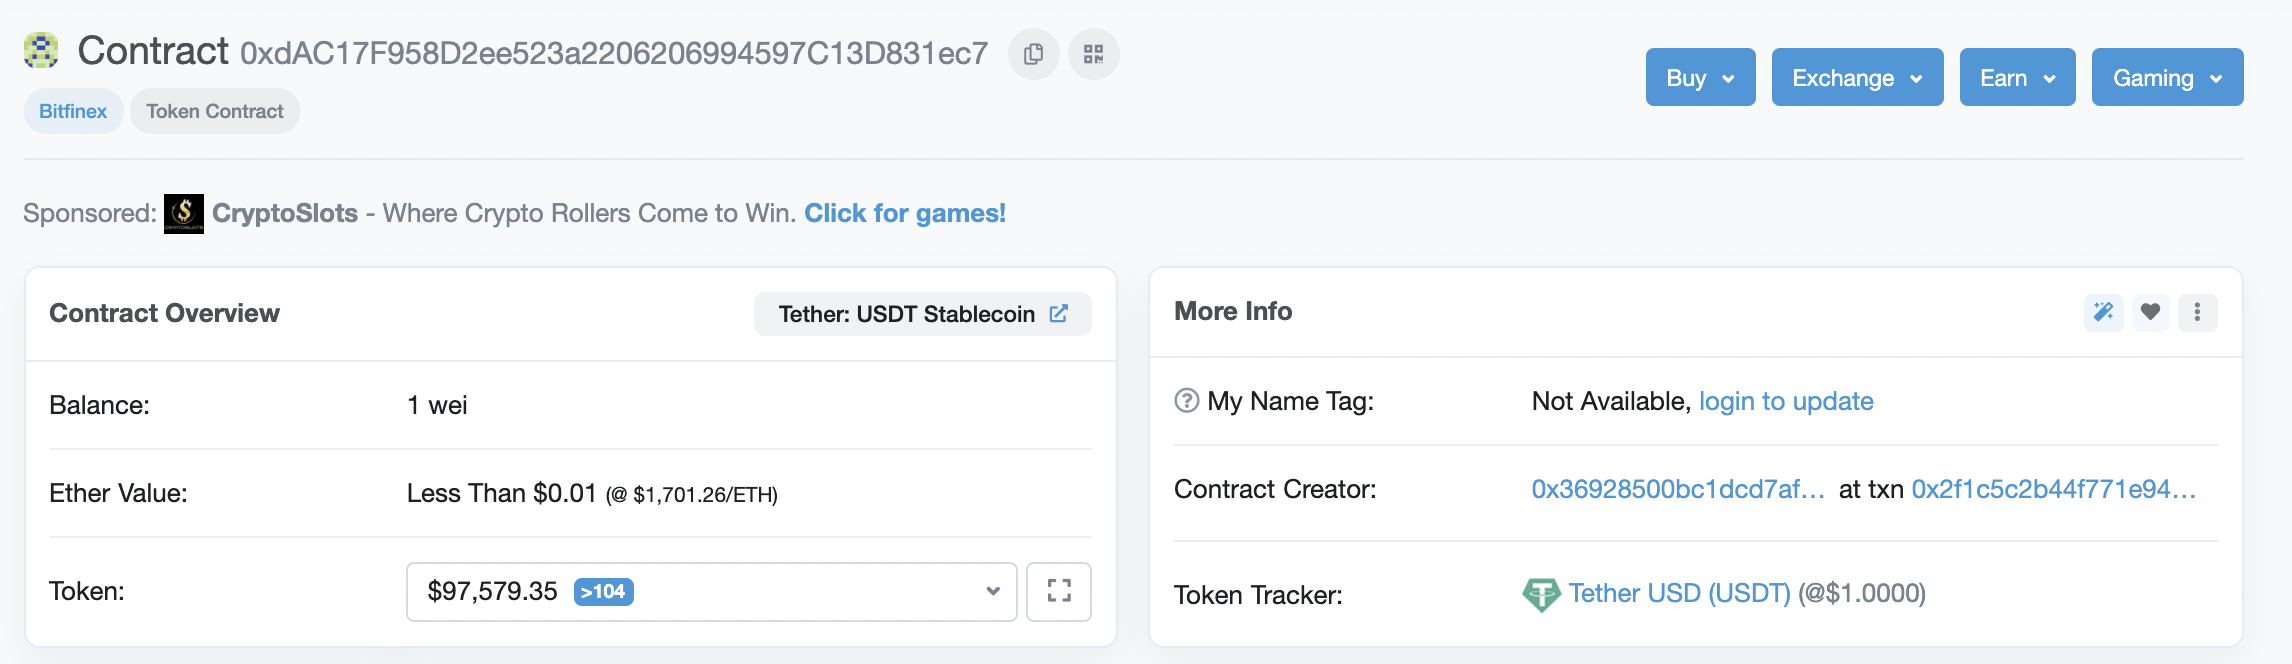 Contract 0xdAC17F958D2ee523a2206206994597C13D831ec7
Buy
Exchange
Earn
Gaming
Bitfinex
Token Contract
Sponsored: CryptoSlots - Where Crypto Rollers Come to Win. Click for games!
Contract Overview
Tether: USDT Stablecoin
Balance: 1 wei
Ether Value: Less Than $0.01 (@ $1,701.26/ETH)
Token: $97,579.35 >104
More Info
My Name Tag: Not Available, login to update
Contract Creator: 0x36928500bc1dcd7af... at txn 0x2f1c5c2b44f771e94...
Token Tracker: Tether USD (USDT) (@$1.0000)